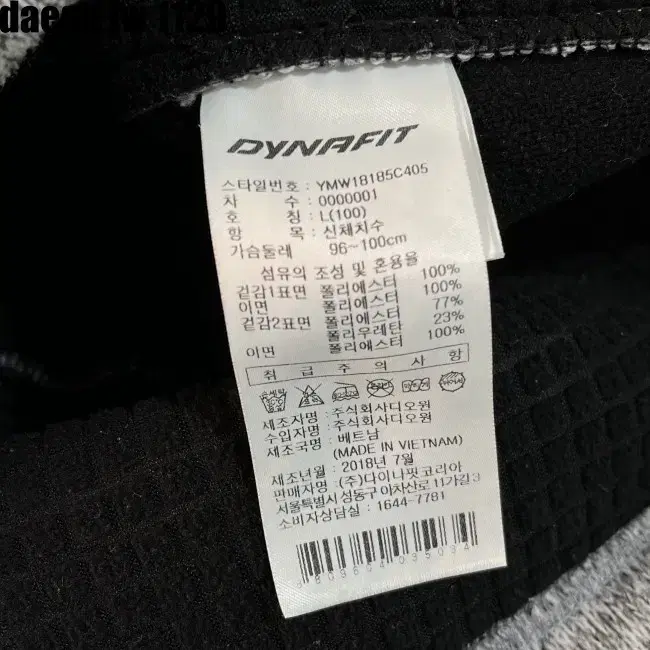 DYNAFIT
스타일번호 : YMW18185C405
차 수 : 0000001
호 칭 : L(100)
항 목 : 신체치수
가슴둘레 96~100cm
섬유의 조성 및 혼용율
겉감1표면 폴리에스터 100%
이면 폴리에스터 100%
겉감2표면 폴리에스터 77%
폴리우레탄 23%
이면 폴리에스터 100%
취 급 주 의 사 항
제조자명 : 주식회사디오원
수입자명 : 주식회사디오원
제조국명 : 베트남
(MADE IN VIETNAM)
제조년월 : 2018년 7월
판매자명 : (주)다이나핏코리아
서울특별시 성동구 아차산로 11가길3
소비자상담실 : 1644-7781